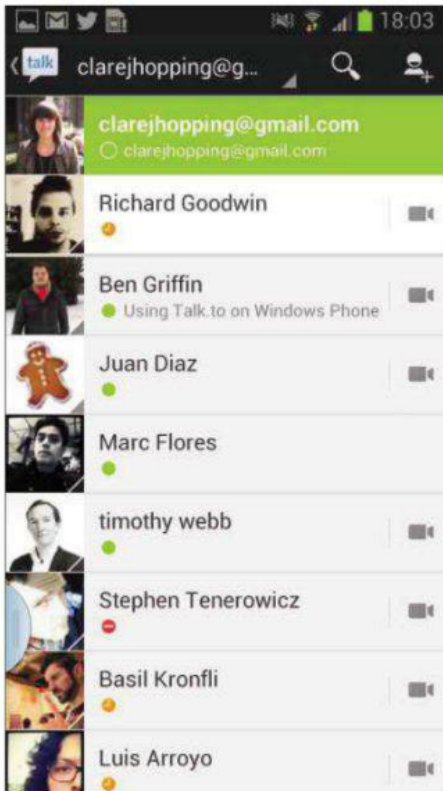 18:03
talk clarejhopping@g...
clarejhopping@gmail.com
clarejhopping@gmail.com
Richard Goodwin
Ben Griffin
Using Talk.to on Windows Phone
Juan Diaz
Marc Flores
timothy webb
Stephen Tenerowicz
Basil Kronfli
Luis Arroyo